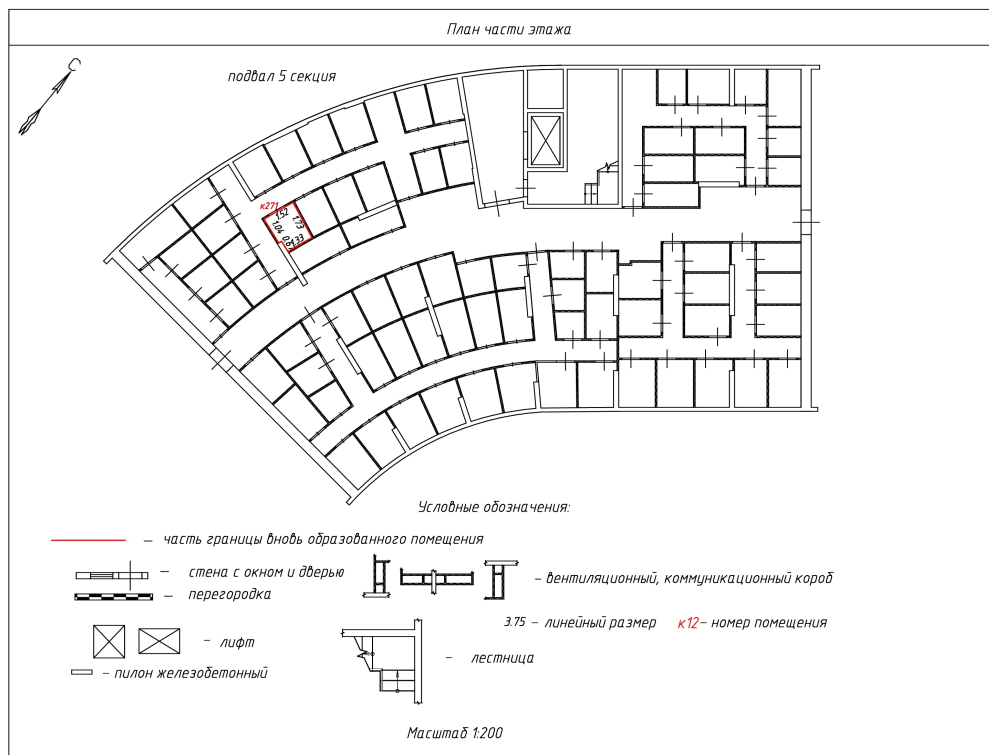 План части этажа
С
подвал 5 секция
к271
1.52
1.73
1.04
1.33
Условные обозначения:
— часть границы вновь образованного помещения
— стена с окном и дверью
— вентиляционный, коммуникационный короб
— перегородка
3.75 — линейный размер к12— номер помещения
— лифт
— лестница
— пилон железобетонный
Масштаб 1:200